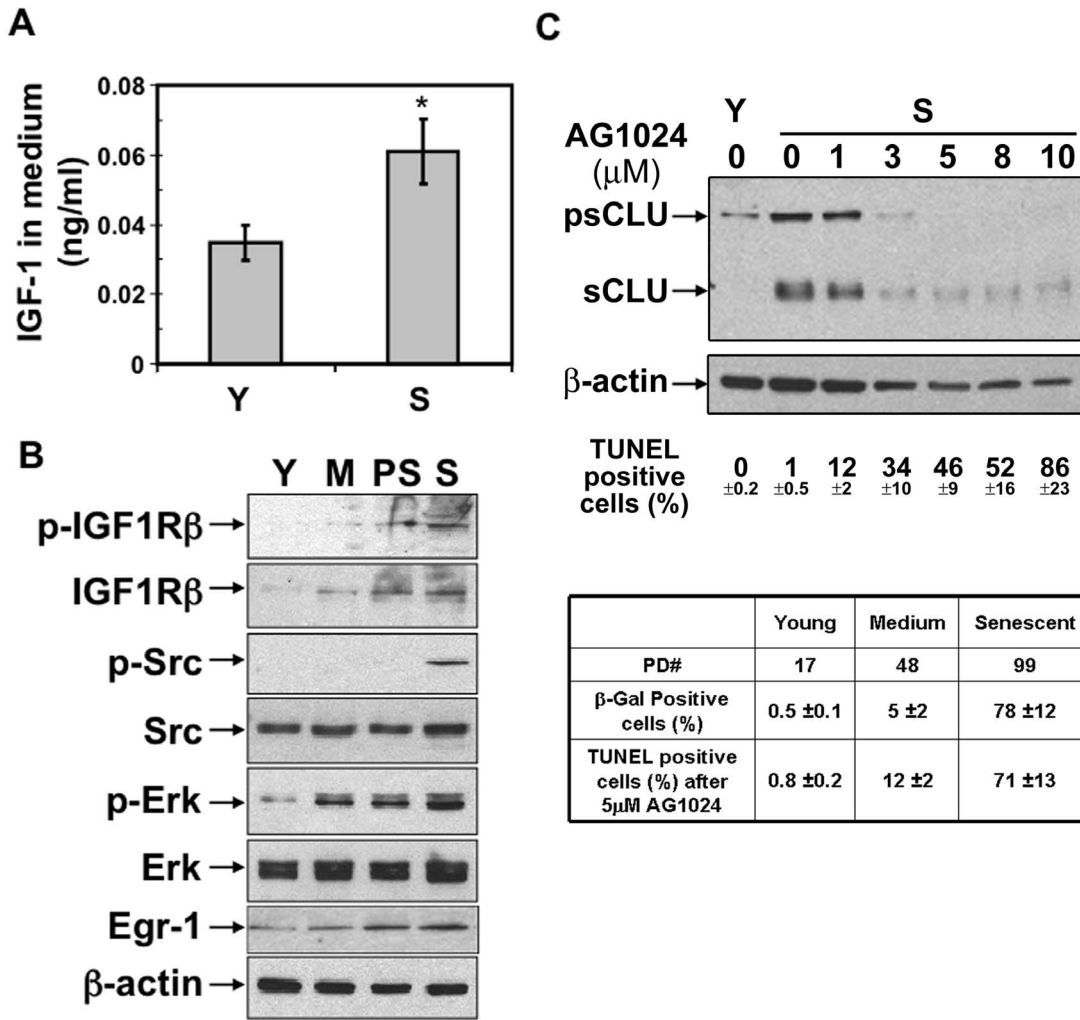 A
IGF-1 in medium
(ng/ml)
0.08
0.06
0.04
0.02
0
*
Y S
B
Y M PS S
p-IGF1Rβ
IGF1Rβ
p-Src
Src
p-Erk
Erk
Egr-1
β-actin
C
Y S
AG1024
(μM)
0 0 1 3 5 8 10
psCLU
sCLU
β-actin
TUNEL
positive
cells (%)
0 1 12 34 46 52 86
±0.2 ±0.5 ±2 ±10 ±9 ±16 ±23
Young Medium Senescent
PD# 17 48 99
β-Gal Positive
cells (%)
0.5 ±0.1 5 ±2 78 ±12
TUNEL positive
cells (%) after
5μM AG1024
0.8 ±0.2 12 ±2 71 ±13